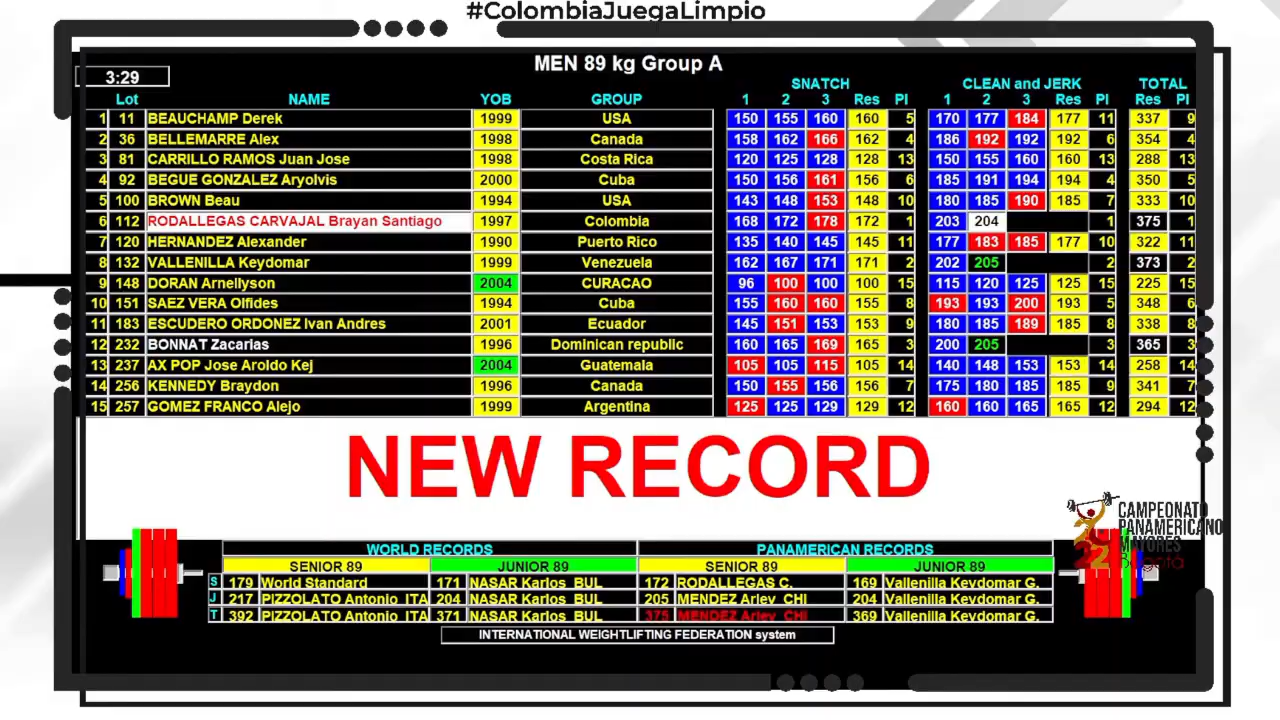 #ColombiaJuegaLimpio
MEN 89 kg Group A
3:29
SNATCH CLEAN and JERK TOTAL
Lot NAME YOB GROUP 1 2 3 Res Pl 1 2 3 Res Pl Res Pl
1 11 BEAUCHAMP Derek 1999 USA 150 155 160 160 5 170 177 184 177 11 337 9
2 36 BELLEMARRE Alex 1998 Canada 158 162 166 162 4 186 192 192 192 6 354 4
3 81 CARRILLO RAMOS Juan Jose 1998 Costa Rica 120 125 128 128 13 150 155 160 160 13 288 13
4 92 BEGUE GONZALEZ Aryolvis 2000 Cuba 150 156 161 156 6 185 191 194 194 4 350 5
5 100 BROWN Beau 1994 USA 143 148 153 148 10 180 185 190 185 7 333 10
6 112 RODALLEGAS CARVAJAL Brayan Santiago 1997 Colombia 168 172 178 172 1 203 204 1 375 1
7 120 HERNANDEZ Alexander 1990 Puerto Rico 135 140 145 145 11 177 183 185 177 10 322 11
8 132 VALLENILLA Keydomar 1999 Venezuela 162 167 171 171 2 202 205 2 373 2
9 148 DORAN Arnellyson 2004 CURACAO 96 100 100 100 15 115 120 125 125 15 225 15
10 151 SAEZ VERA Olfides 1994 Cuba 155 160 160 155 8 193 193 200 193 5 348 6
11 183 ESCUDERO ORDONEZ Ivan Andres 2001 Ecuador 145 151 153 153 9 180 185 189 185 8 338 8
12 232 BONNAT Zacarias 1996 Dominican republic 160 165 169 165 3 200 205 3 365 3
13 237 AX POP Jose Aroldo Kej 2004 Guatemala 105 105 115 105 14 140 148 153 153 14 258 14
14 256 KENNEDY Braydon 1996 Canada 150 155 156 156 7 175 180 185 185 9 341 7
15 257 GOMEZ FRANCO Alejo 1999 Argentina 125 125 129 129 12 160 160 165 165 12 294 12
NEW RECORD
CAMPEONATO
PANAMERICANO
MAYORES
Bogotá
WORLD RECORDS PANAMERICAN RECORDS
SENIOR 89 JUNIOR 89 SENIOR 89 JUNIOR 89
S 179 World Standard 171 NASAR Karlos BUL 172 RODALLEGAS C. 169 Vallenilla Keydomar G.
J 217 PIZZOLATO Antonio ITA 204 NASAR Karlos BUL 205 MENDEZ Arley CHI 204 Vallenilla Keydomar G.
T 392 PIZZOLATO Antonio ITA 371 NASAR Karlos BUL 375 MENDEZ Arley CHI 369 Vallenilla Keydomar G.
INTERNATIONAL WEIGHTLIFTING FEDERATION system